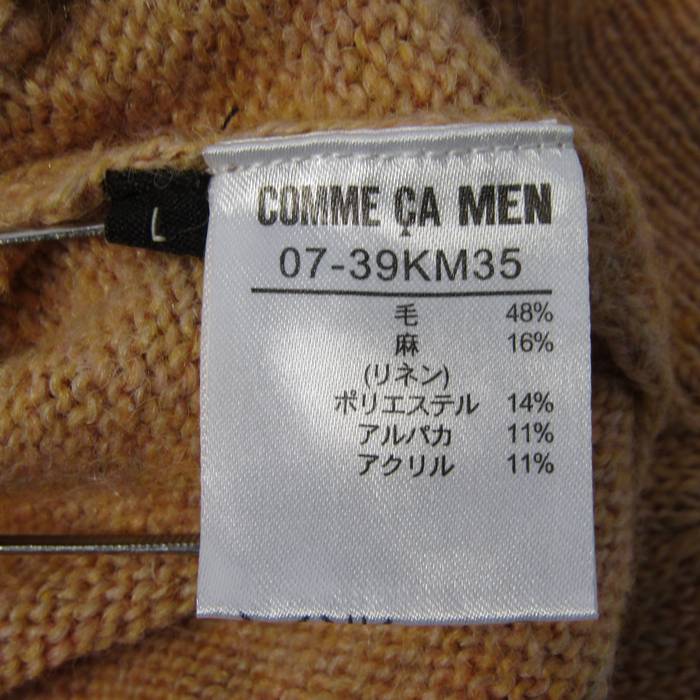 L
COMME ÇA MEN
07-39KM35
毛 48%
麻 16%
(リネン)
ポリエステル 14%
アルパカ 11%
アクリル 11%